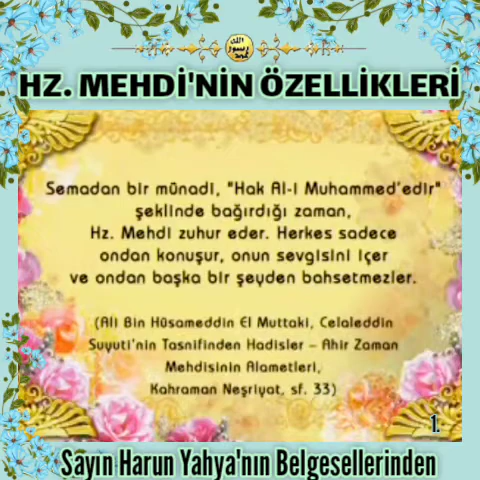 HZ. MEHDİ'NİN ÖZELLİKLERİ
Semadan bir münadi, "Hak Al-i Muhammed'edir"
şeklinde bağırdığı zaman,
Hz. Mehdi zuhur eder. Herkes sadece
ondan konuşur, onun sevgisini içer
ve ondan başka bir şeyden bahsetmezler.
(Ali Bin Hüsameddin El Muttaki, Celaleddin
Suyuti'nin Tasnifinden Hadisler – Ahir Zaman
Mehdisinin Alametleri,
Kahraman Neşriyat, sf. 33)
1.
Sayın Harun Yahya'nın Belgesellerinden